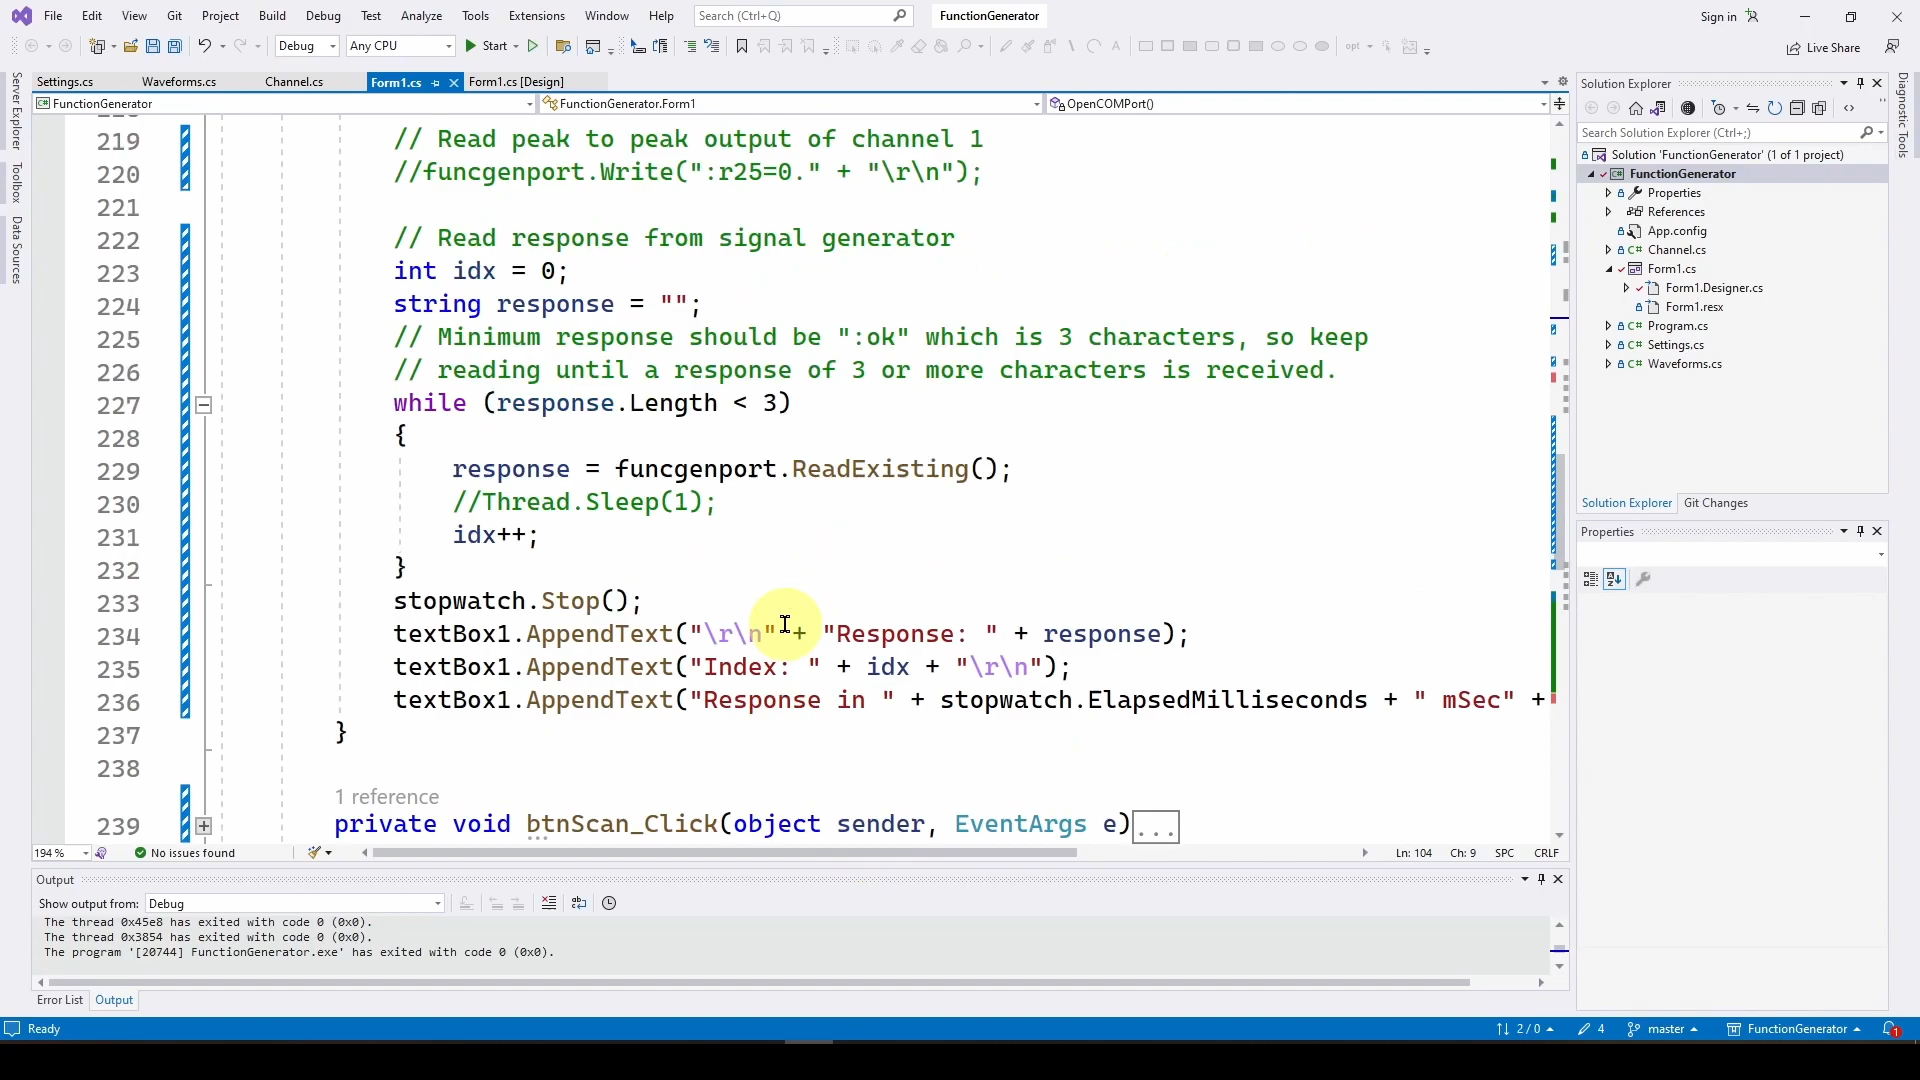 File Edit View Git Project Build Debug Test Analyze Tools Extensions Window Help Search (Ctrl+Q) FunctionGenerator Sign in
Debug Any CPU Start opt Live Share
Settings.cs Waveforms.cs Channel.cs Form1.cs Form1.cs [Design]
FunctionGenerator FunctionGenerator.Form1 OpenCOMPort()
Server Explorer
Toolbox
Data Sources
219 // Read peak to peak output of channel 1
220 //funcgenport.Write(":r25=0." + "\r\n");
221
222 // Read response from signal generator
223 int idx = 0;
224 string response = "";
225 // Minimum response should be ":ok" which is 3 characters, so keep
226 // reading until a response of 3 or more characters is received.
227 while (response.Length < 3)
228 {
229 response = funcgenport.ReadExisting();
230 //Thread.Sleep(1);
231 idx++;
232 }
233 stopwatch.Stop();
234 textBox1.AppendText("\r\n" + "Response: " + response);
235 textBox1.AppendText("Index: " + idx + "\r\n");
236 textBox1.AppendText("Response in " + stopwatch.ElapsedMilliseconds + " mSec" +
237 }
238
1 reference
239 private void btnScan_Click(object sender, EventArgs e)...
194 % No issues found Ln: 104 Ch: 9 SPC CRLF
Output
Show output from: Debug
The thread 0x45e8 has exited with code 0 (0x0).
The thread 0x3854 has exited with code 0 (0x0).
The program '[20744] FunctionGenerator.exe' has exited with code 0 (0x0).
Error List Output
Solution Explorer
Search Solution Explorer (Ctrl+;)
Solution 'FunctionGenerator' (1 of 1 project)
C# FunctionGenerator
Properties
References
App.config
C# Channel.cs
Form1.cs
Form1.Designer.cs
Form1.resx
C# Program.cs
C# Settings.cs
C# Waveforms.cs
Solution Explorer Git Changes
Properties
Diagnostic Tools
Ready 2 / 0 4 master FunctionGenerator 1